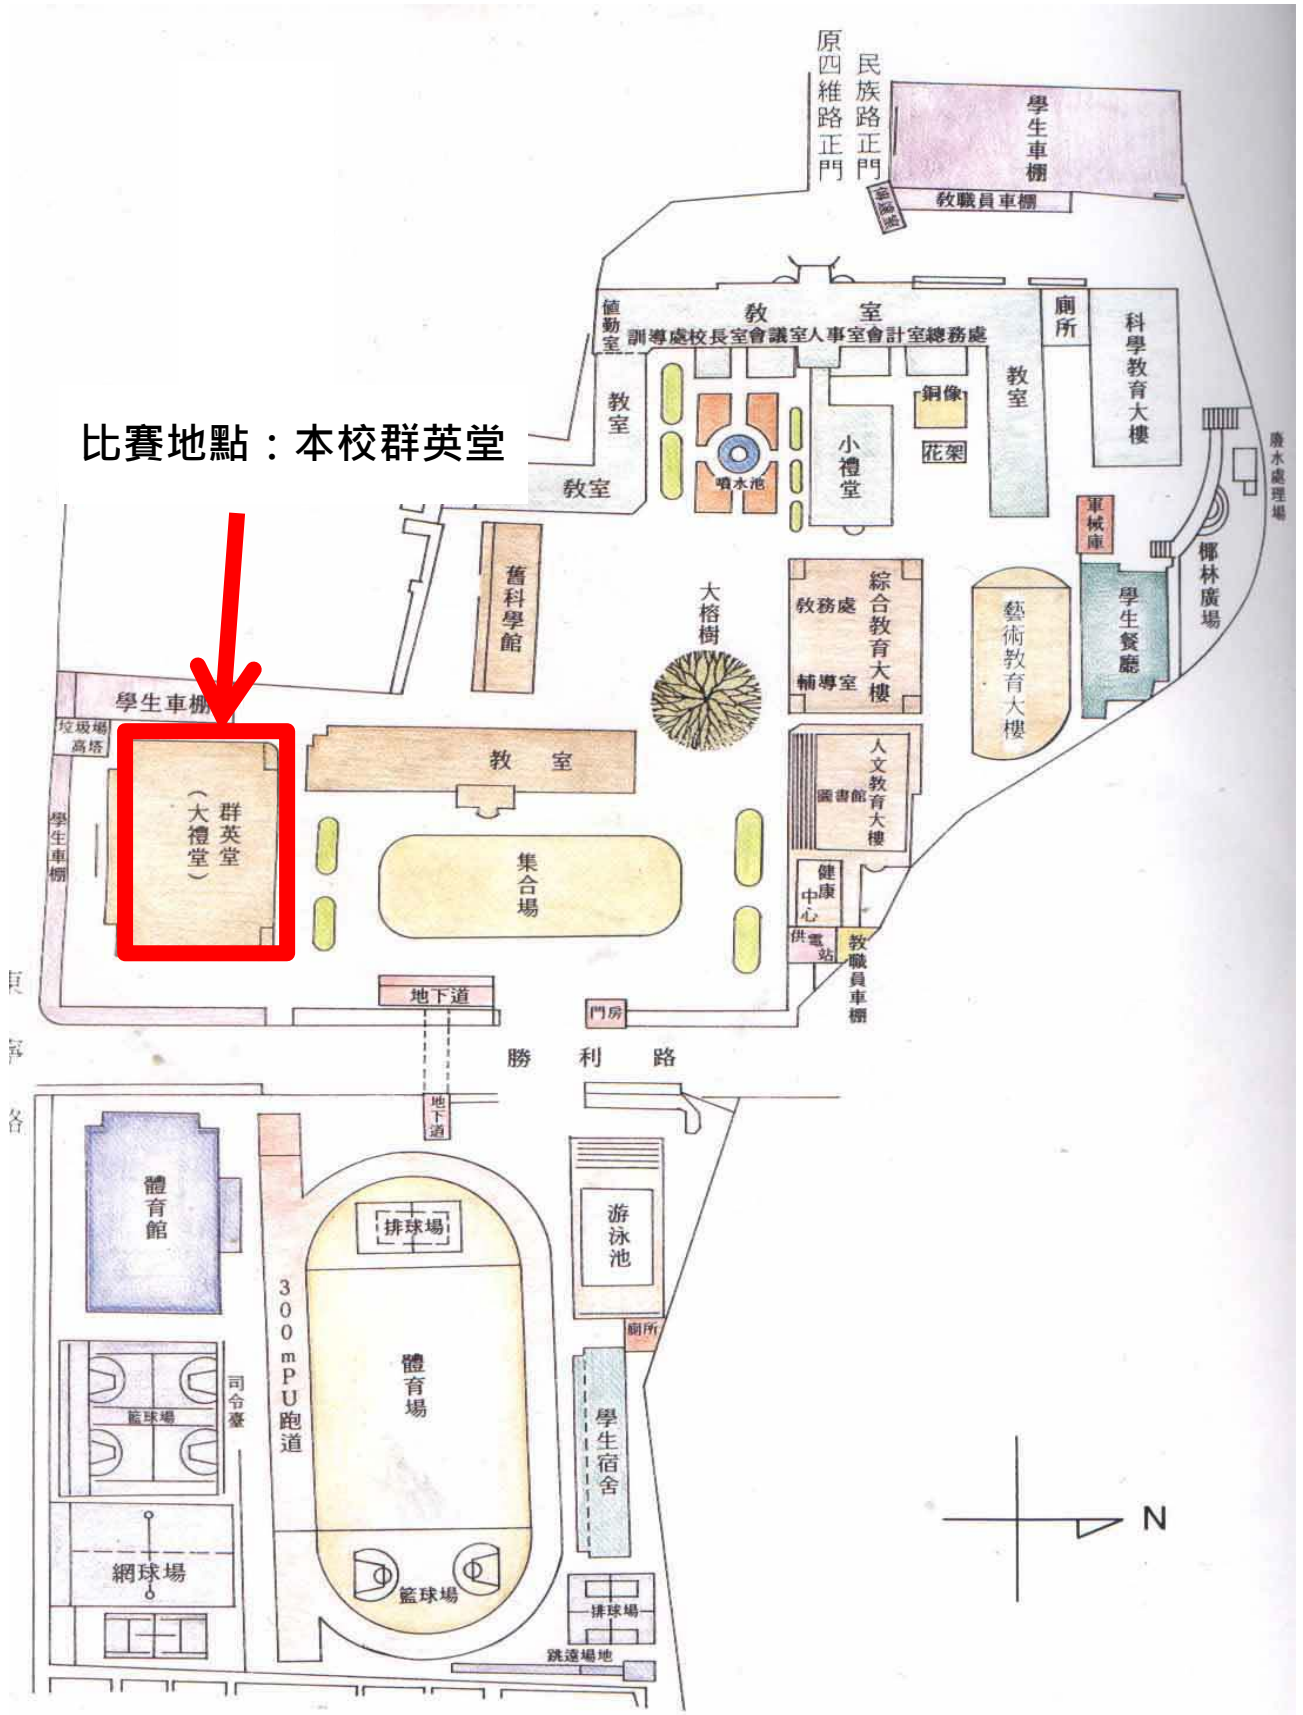 原四維路正門
民族路正門
學生車棚
教職員車棚
傳達室
值勤室
教室
訓導處校長室會議室人事室會計室總務處
廁所
科學教育大樓
教室
教室
教室
銅像
花架
小禮堂
噴水池
比賽地點：本校群英堂
廢水處理場
軍械庫
椰林廣場
學生餐廳
藝術教育大樓
綜合教育大樓
教務處
輔導室
大榕樹
舊科學館
學生車棚
垃圾場
高塔
教室
人文教育大樓
圖書館
群英堂
（大禮堂）
學生車棚
集合場
健康
中心
供電站
教職員車棚
地下道
門房
東寧路
勝利路
地下道
體育館
排球場
游泳池
300mPU跑道
廁所
體育場
司令臺
籃球場
學生宿舍
網球場
籃球場
排球場
跳遠場地
N